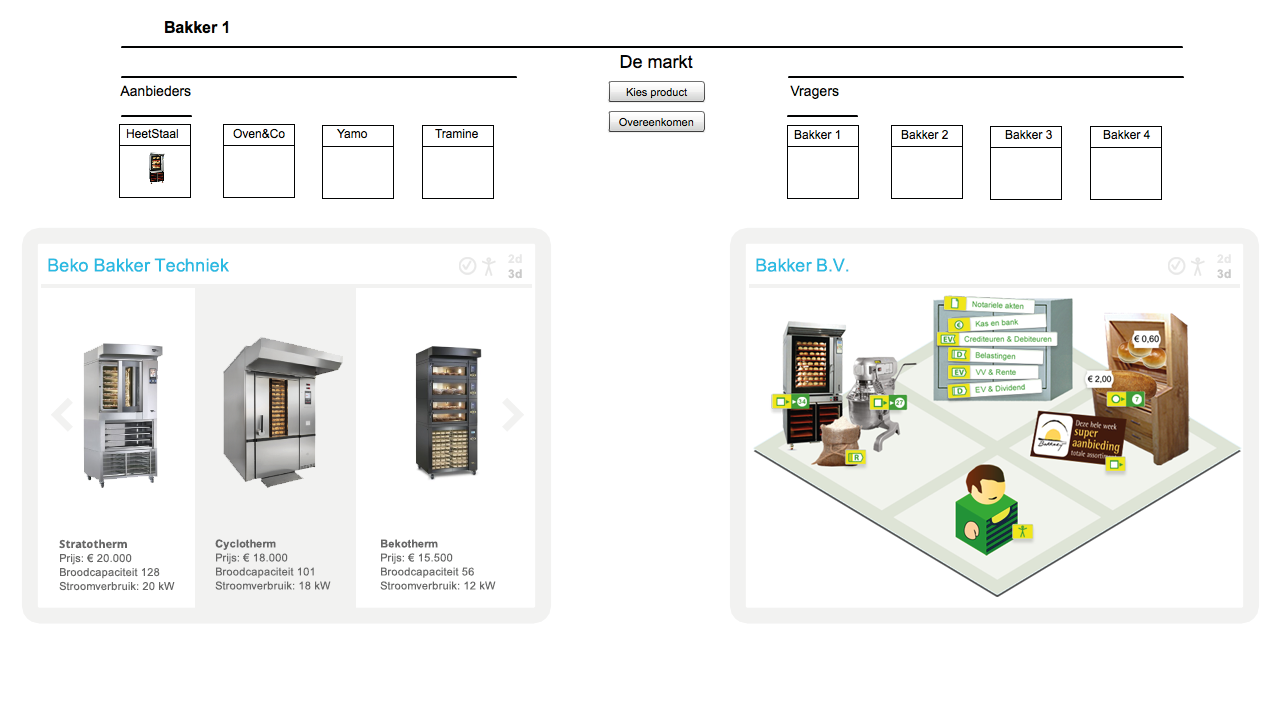 Bakker 1
De markt
Aanbieders
Kies product
Vragers
Overeenkomen
HeetStaal
Oven&Co
Yamo
Tramine
Bakker 1
Bakker 2
Bakker 3
Bakker 4
Beko Bakker Techniek
2d
3d
Stratotherm
Prijs: € 20.000
Broodcapaciteit 128
Stroomverbruik: 20 kW
Cyclotherm
Prijs: € 18.000
Broodcapaciteit 101
Stroomverbruik: 18 kW
Bekotherm
Prijs: € 15.500
Broodcapaciteit 56
Stroomverbruik: 12 kW
Bakker B.V.
2d
3d
Notariele akten
€ Kas en bank
EV Crediteuren & Debiteuren
D Belastingen
EV VV & Rente
D EV & Dividend
€ 0,60
€ 2,00
34
27
7
R
Deze hele week
super
aanbieding